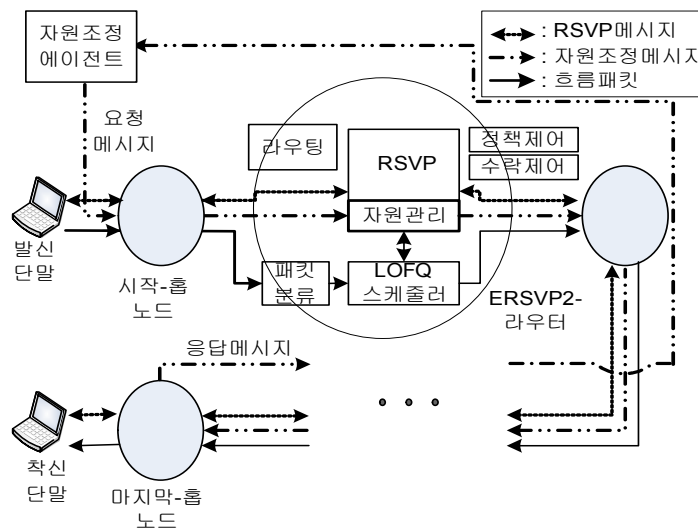 자원조정
에이전트
: RSVP메시지
: 자원조정메시지
: 흐름패킷
요청
메시지
라우팅
RSVP
정책제어
수락제어
자원관리
발신
단말
시작-홉
노드
패킷
분류
LOFQ
스케줄러
ERSVP2-
라우터
응답메시지
• • •
착신
단말
마지막-홉
노드